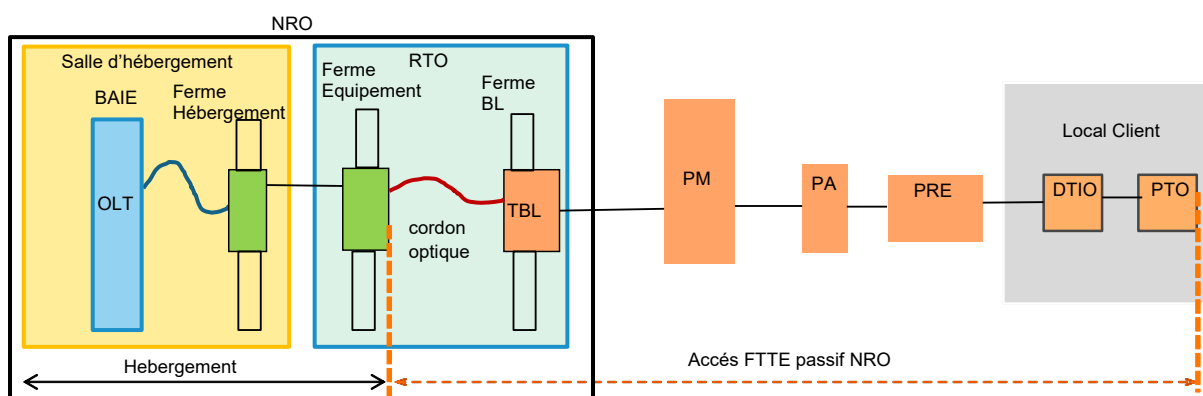 NRO
Salle d’hébergement
RTO
BAIE
Ferme
Hébergement
Ferme
Equipement
Ferme
BL
OLT
cordon
optique
TBL
PM
PA
PRE
Local Client
DTIO
PTO
Hebergement
Accés FTTE passif NRO